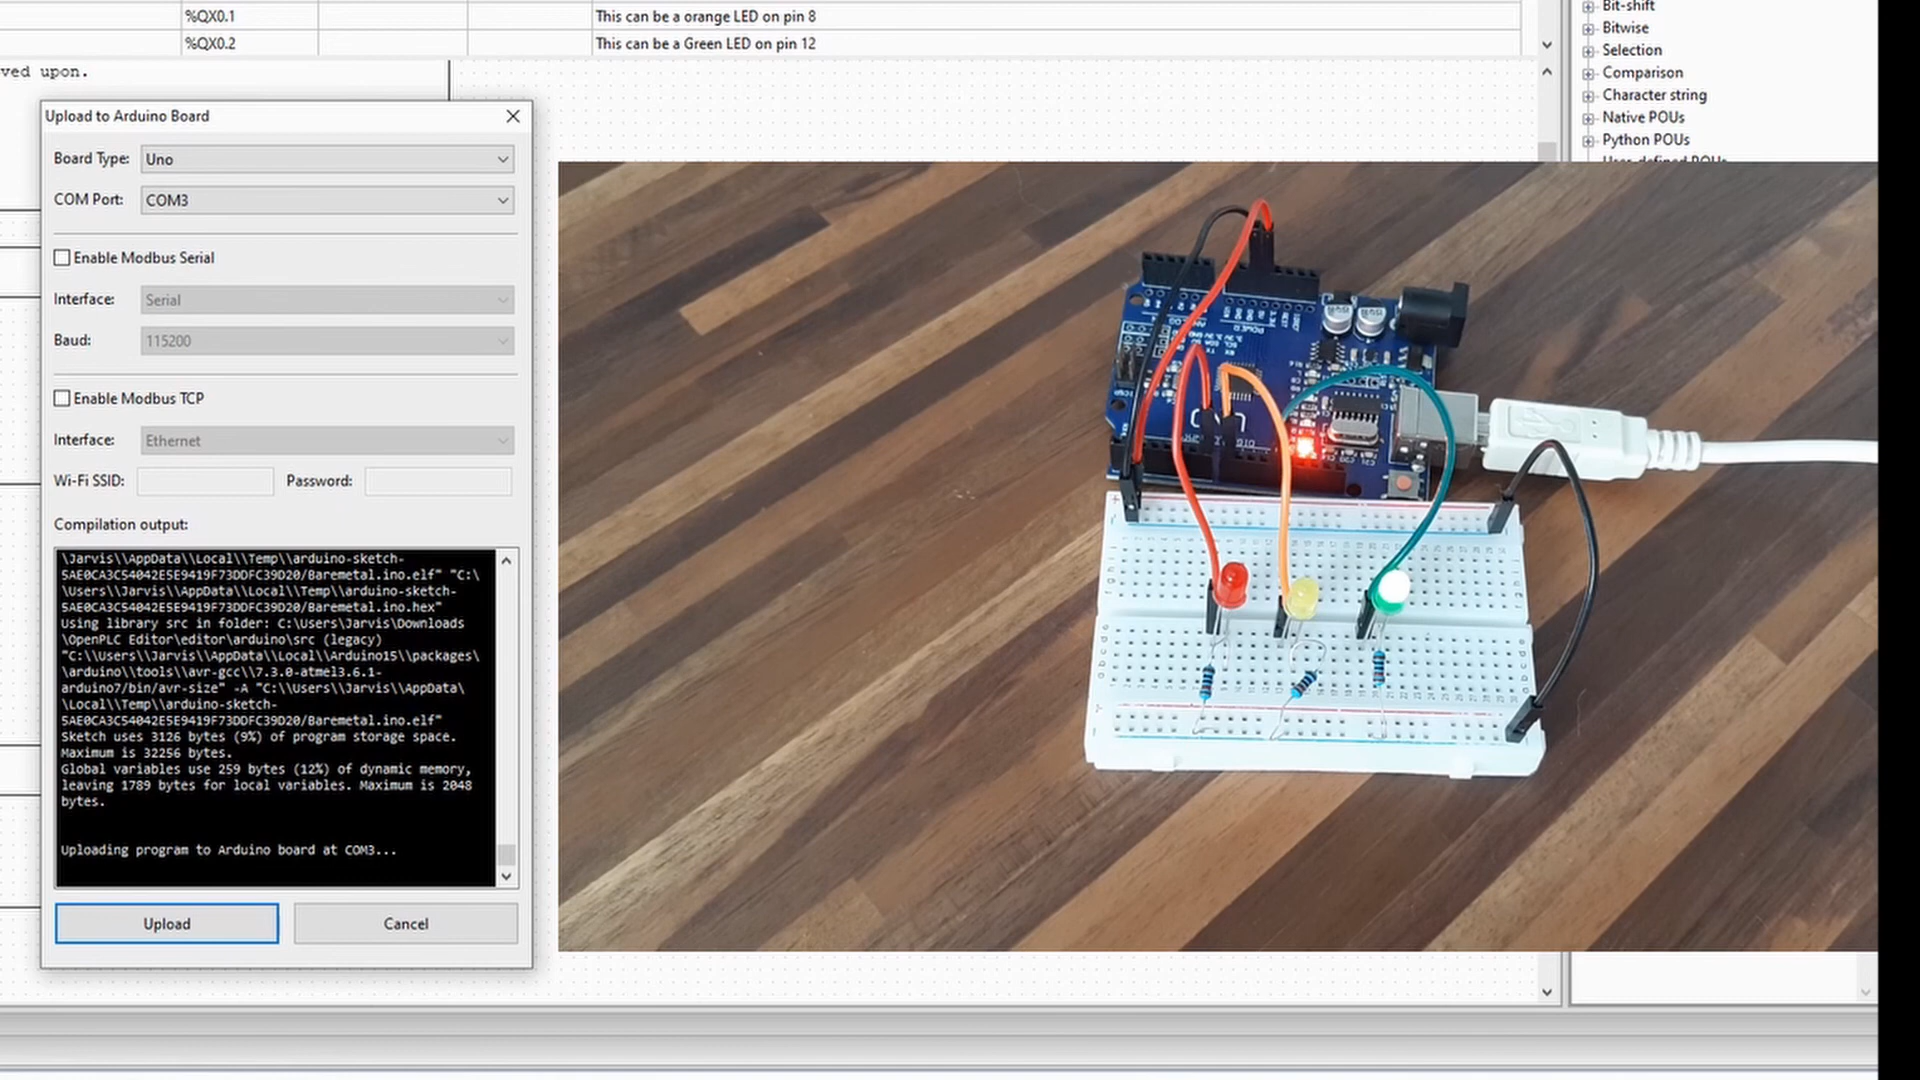 %QX0.1
This can be a orange LED on pin 8
%QX0.2
This can be a Green LED on pin 12
ved upon.
Bit-shift
Bitwise
Selection
Comparison
Character string
Native POUs
Python POUs
User-defined POUs
Upload to Arduino Board
Board Type: Uno
COM Port: COM3
Enable Modbus Serial
Interface: Serial
Baud: 115200
Enable Modbus TCP
Interface: Ethernet
Wi-Fi SSID: Password:
Compilation output:
\Jarvis\\AppData\\Local\\Temp\\arduino-sketch-
5AE0CA3C54042E5E9419F73DDFC39D20/Baremetal.ino.elf" "C:\
\Users\\Jarvis\\AppData\\Local\\Temp\\arduino-sketch-
5AE0CA3C54042E5E9419F73DDFC39D20/Baremetal.ino.hex"
Using library src in folder: C:\Users\Jarvis\Downloads
\OpenPLC Editor\editor\arduino\src (legacy)
"C:\\Users\\Jarvis\\AppData\\Local\\Arduino15\\packages\
\arduino\\tools\\avr-gcc\\7.3.0-atmel3.6.1-
arduino7/bin/avr-size" -A "C:\\Users\\Jarvis\\AppData\
\Local\\Temp\\arduino-sketch-
5AE0CA3C54042E5E9419F73DDFC39D20/Baremetal.ino.elf"
Sketch uses 3126 bytes (9%) of program storage space.
Maximum is 32256 bytes.
Global variables use 259 bytes (12%) of dynamic memory,
leaving 1789 bytes for local variables. Maximum is 2048
bytes.
Uploading program to Arduino board at COM3...
Upload
Cancel
POWER
UNO